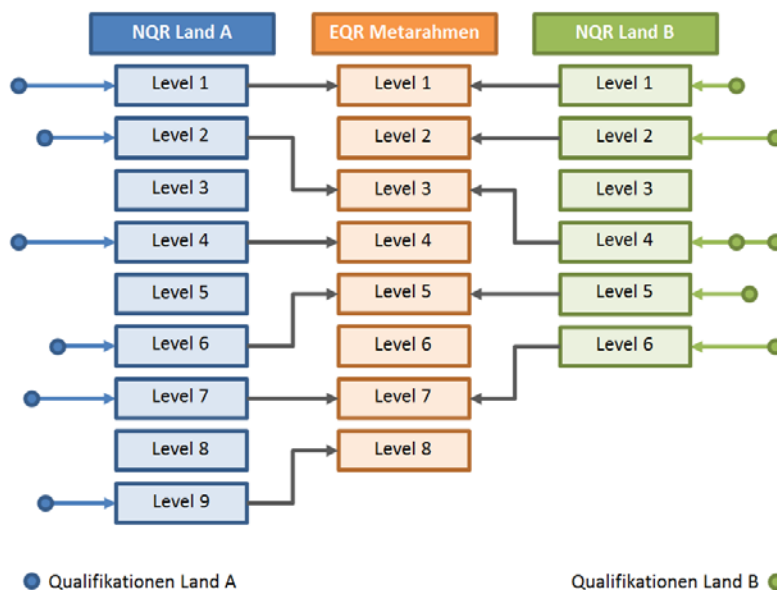 NQR Land A EQR Metarahmen NQR Land B
Level 1 Level 1 Level 1
Level 2 Level 2 Level 2
Level 3 Level 3 Level 3
Level 4 Level 4 Level 4
Level 5 Level 5 Level 5
Level 6 Level 6 Level 6
Level 7 Level 7
Level 8 Level 8
Level 9
Qualifikationen Land A Qualifikationen Land B